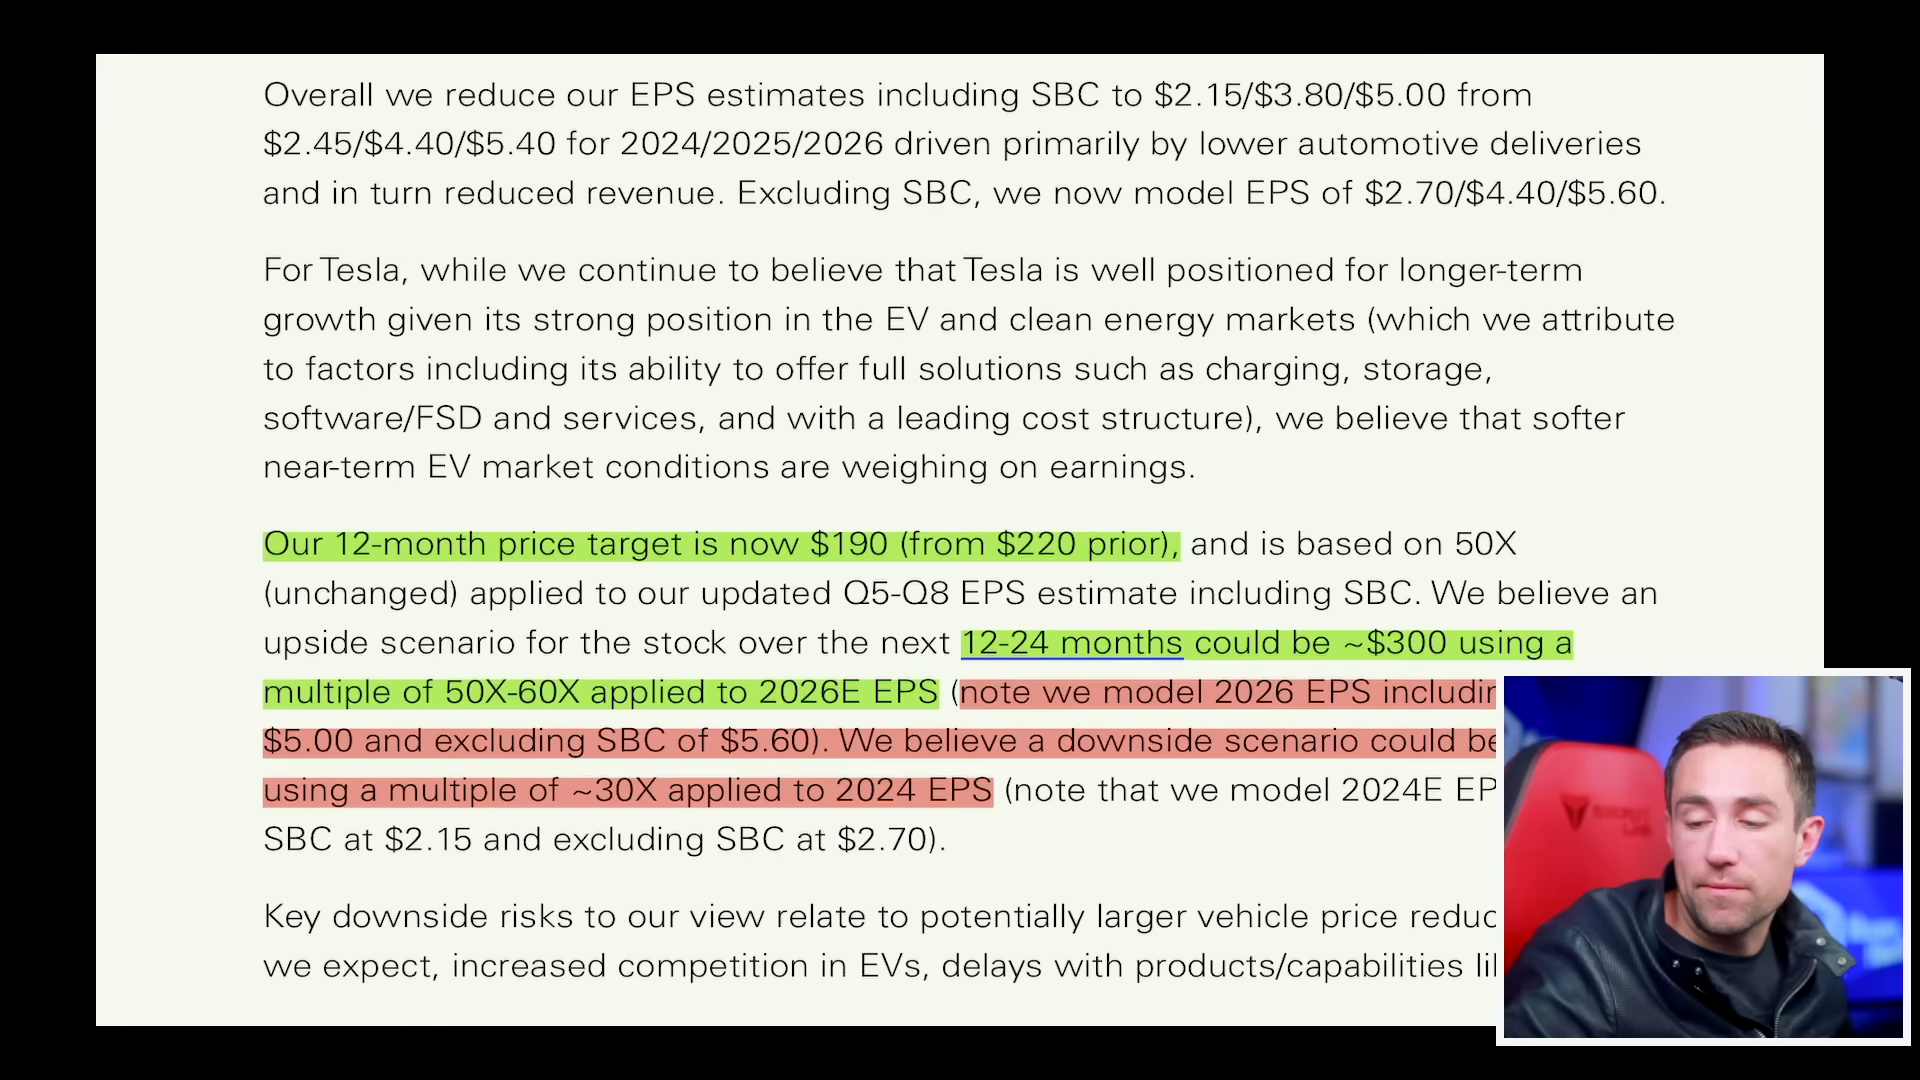 Overall we reduce our EPS estimates including SBC to $2.15/$3.80/$5.00 from
$2.45/$4.40/$5.40 for 2024/2025/2026 driven primarily by lower automotive deliveries
and in turn reduced revenue. Excluding SBC, we now model EPS of $2.70/$4.40/$5.60.
For Tesla, while we continue to believe that Tesla is well positioned for longer-term
growth given its strong position in the EV and clean energy markets (which we attribute
to factors including its ability to offer full solutions such as charging, storage,
software/FSD and services, and with a leading cost structure), we believe that softer
near-term EV market conditions are weighing on earnings.
Our 12-month price target is now $190 (from $220 prior), and is based on 50X
(unchanged) applied to our updated Q5-Q8 EPS estimate including SBC. We believe an
upside scenario for the stock over the next 12-24 months could be ~$300 using a
multiple of 50X-60X applied to 2026E EPS (note we model 2026 EPS
$5.00 and excluding SBC of $5.60). We believe a downside scenario could be
using a multiple of ~30X applied to 2024 EPS (note that we model 2024E
SBC at $2.15 and excluding SBC at $2.70).
Key downside risks to our view relate to potentially larger vehicle price
we expect, increased competition in EVs, delays with products/capabilities